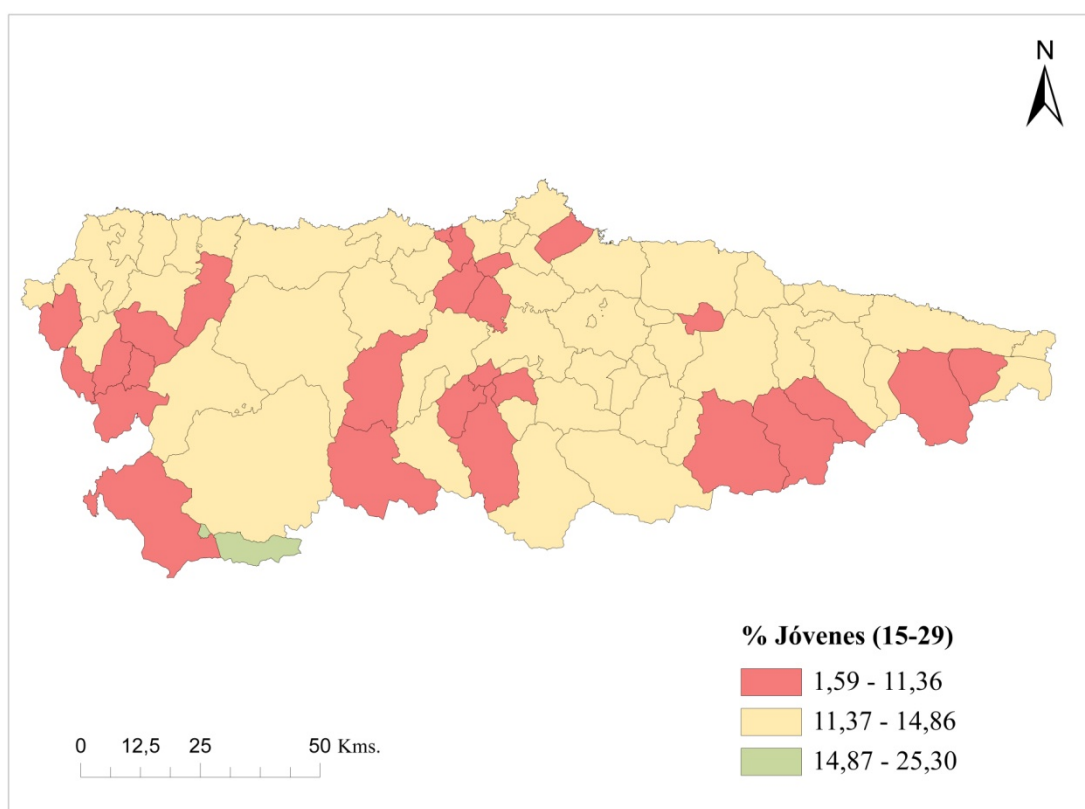 N
% Jóvenes (15-29)
1,59 - 11,36
11,37 - 14,86
14,87 - 25,30
0 12,5 25 50 Kms.